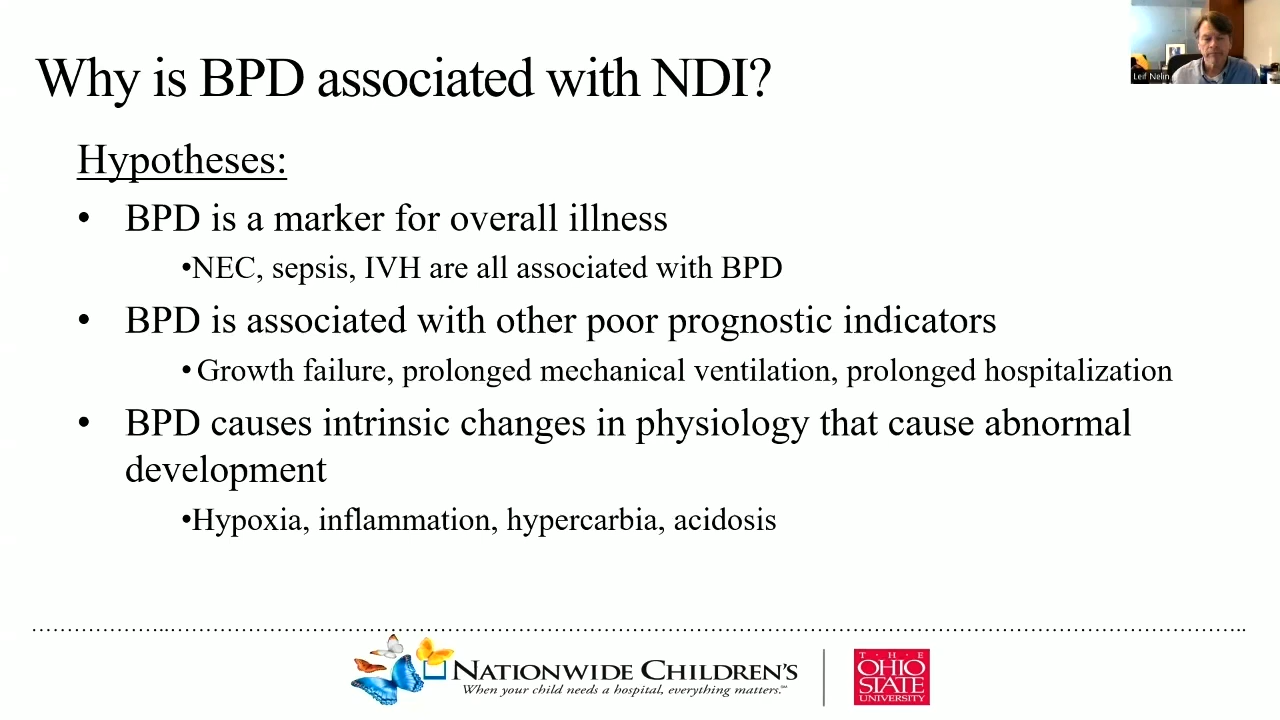 Why is BPD associated with NDI?
Leif Nelin
Hypotheses:
• BPD is a marker for overall illness
•NEC, sepsis, IVH are all associated with BPD
• BPD is associated with other poor prognostic indicators
• Growth failure, prolonged mechanical ventilation, prolonged hospitalization
• BPD causes intrinsic changes in physiology that cause abnormal
development
•Hypoxia, inflammation, hypercarbia, acidosis
NATIONWIDE CHILDREN'S
When your child needs a hospital, everything matters.℠
THE
OHIO
STATE
UNIVERSITY